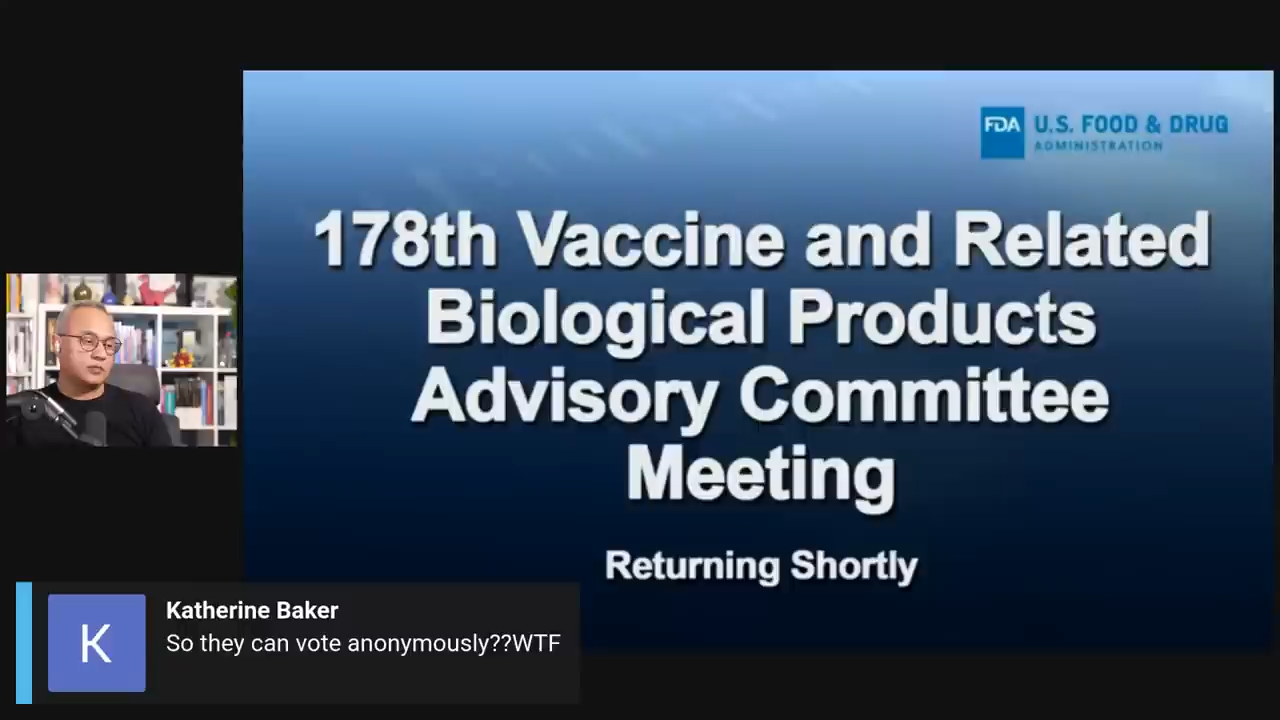 FDA U.S. FOOD & DRUG
ADMINISTRATION
178th Vaccine and Related
Biological Products
Advisory Committee
Meeting
Returning Shortly
K
Katherine Baker
So they can vote anonymously??WTF